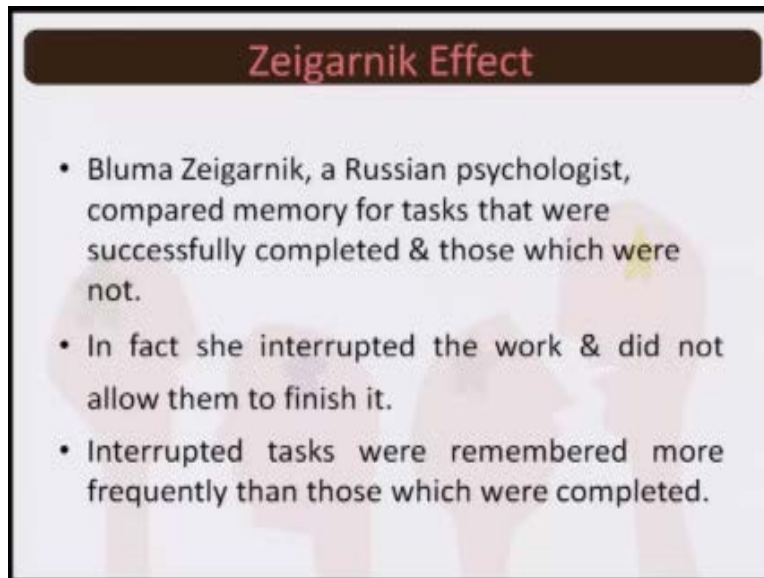 Zeigarnik Effect
• Bluma Zeigarnik, a Russian psychologist,
compared memory for tasks that were
successfully completed & those which were
not.
• In fact she interrupted the work & did not
allow them to finish it.
• Interrupted tasks were remembered more
frequently than those which were completed.